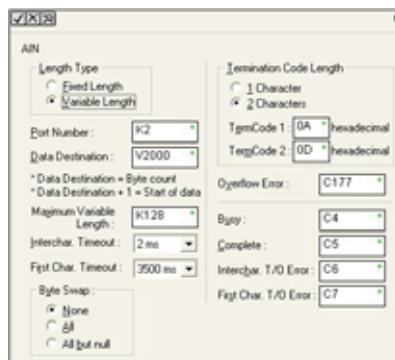 AIN
Length Type
Fixed Length
Variable Length
Port Number : K2
Data Destination : V2000
* Data Destination = Byte count
* Data Destination + 1 = Start of data
Maximum Variable Length : K128
Interchar. Timeout : 2 ms
First Char. Timeout : 3500 ms
Byte Swap :
None
All
All but null
Termination Code Length
1 Character
2 Characters
TermCode 1 : 0A hexadecimal
TermCode 2 : 0D hexadecimal
Overflow Error : C177
Busy : C4
Complete : C5
Interchar. T/O Error : C6
First Char. T/O Error : C7